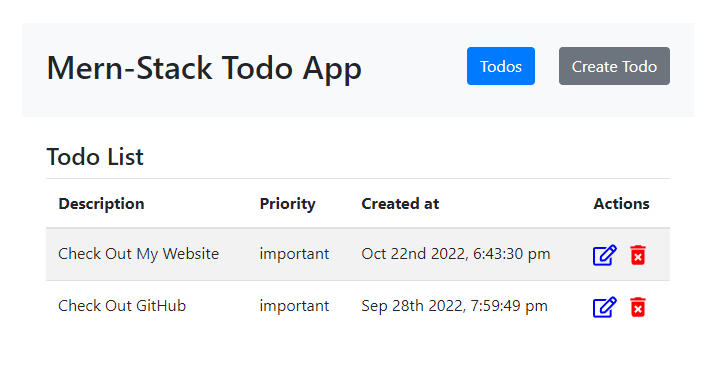 Mern-Stack Todo App Todos Create Todo
Todo List
Description Priority Created at Actions
Check Out My Website important Oct 22nd 2022, 6:43:30 pm
Check Out GitHub important Sep 28th 2022, 7:59:49 pm